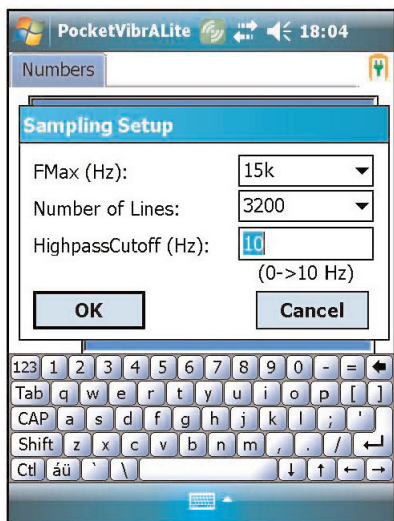 PocketVibrALite 18:04
Numbers
Sampling Setup
FMax (Hz): 15k
Number of Lines: 3200
HighpassCutoff (Hz): 10
(0->10 Hz)
OK Cancel
123 1 2 3 4 5 6 7 8 9 0 - =
Tab q w e r t y u i o p [ ]
CAP a s d f g h j k l ; '
Shift z x c v b n m , . /
Ctl áü ` \